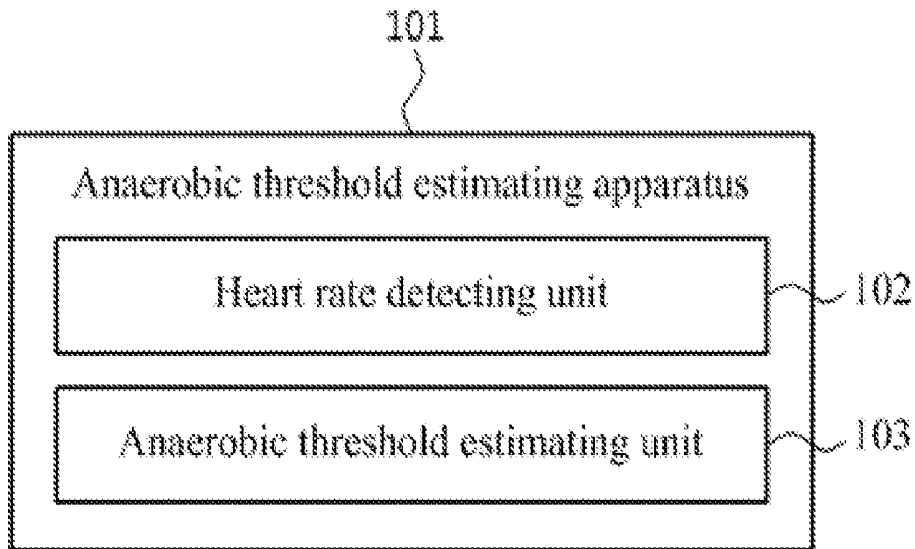 101
Anaerobic threshold estimating apparatus
Heart rate detecting unit
102
Anaerobic threshold estimating unit
103